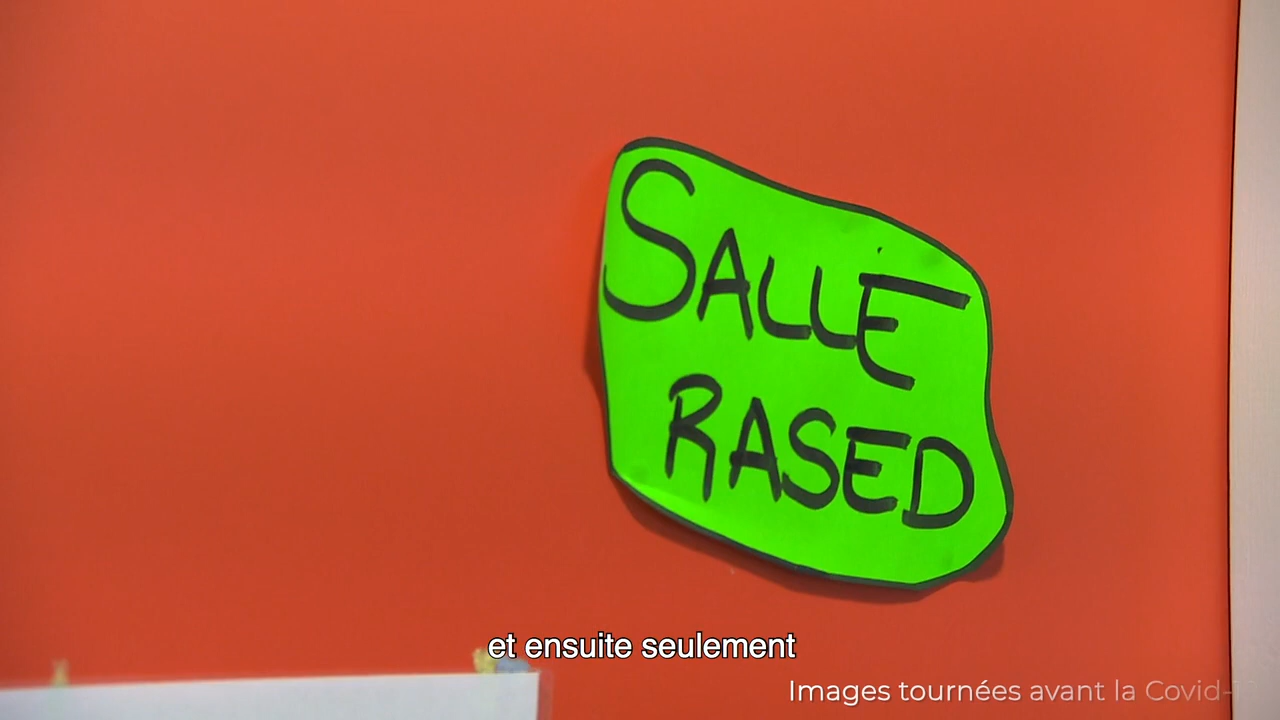 SALLE
RASED
et ensuite seulement
Images tournées avant la Covid-